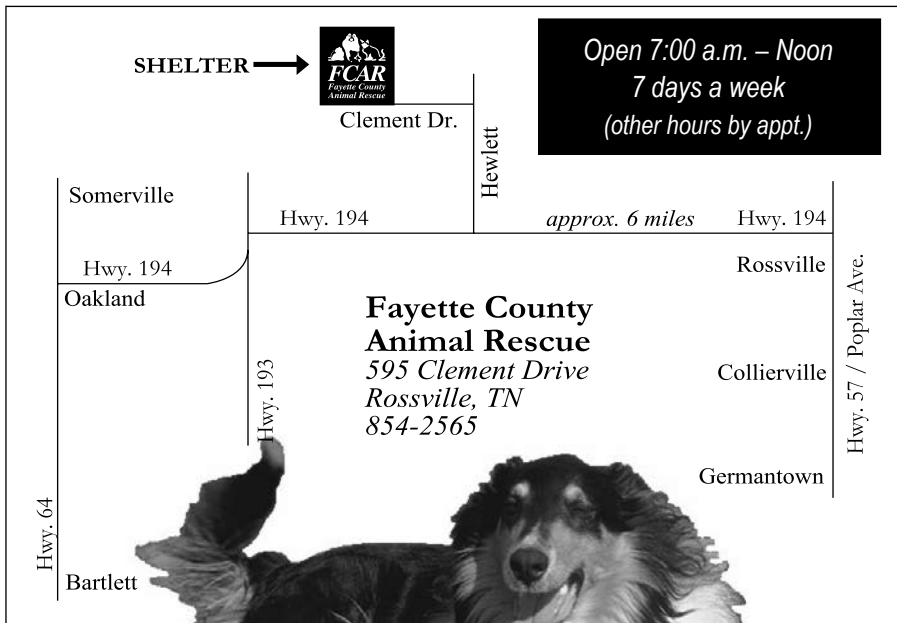 SHELTER
FCAR
Fayette County
Animal Rescue
Clement Dr.
Hewlett
Open 7:00 a.m. – Noon
7 days a week
(other hours by appt.)
Somerville
Hwy. 194
approx. 6 miles
Hwy. 194
Hwy. 194
Oakland
Rossville
Hwy. 57 / Poplar Ave.
Fayette County
Animal Rescue
595 Clement Drive
Rossville, TN
854-2565
Collierville
Hwy. 193
Germantown
Hwy. 64
Bartlett